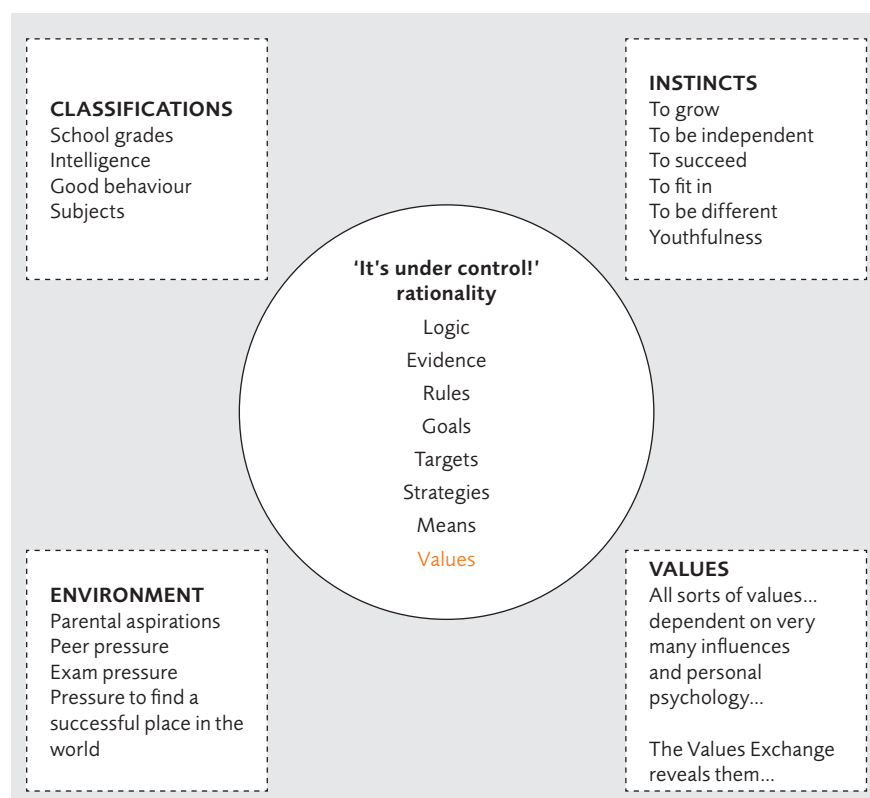 CLASSIFICATIONS
School grades
Intelligence
Good behaviour
Subjects
INSTINCTS
To grow
To be independent
To succeed
To fit in
To be different
Youthfulness
‘It’s under control!’
rationality
Logic
Evidence
Rules
Goals
Targets
Strategies
Means
Values
ENVIRONMENT
Parental aspirations
Peer pressure
Exam pressure
Pressure to find a
successful place in the
world
VALUES
All sorts of values...
dependent on very
many influences
and personal
psychology...
The Values Exchange
reveals them...